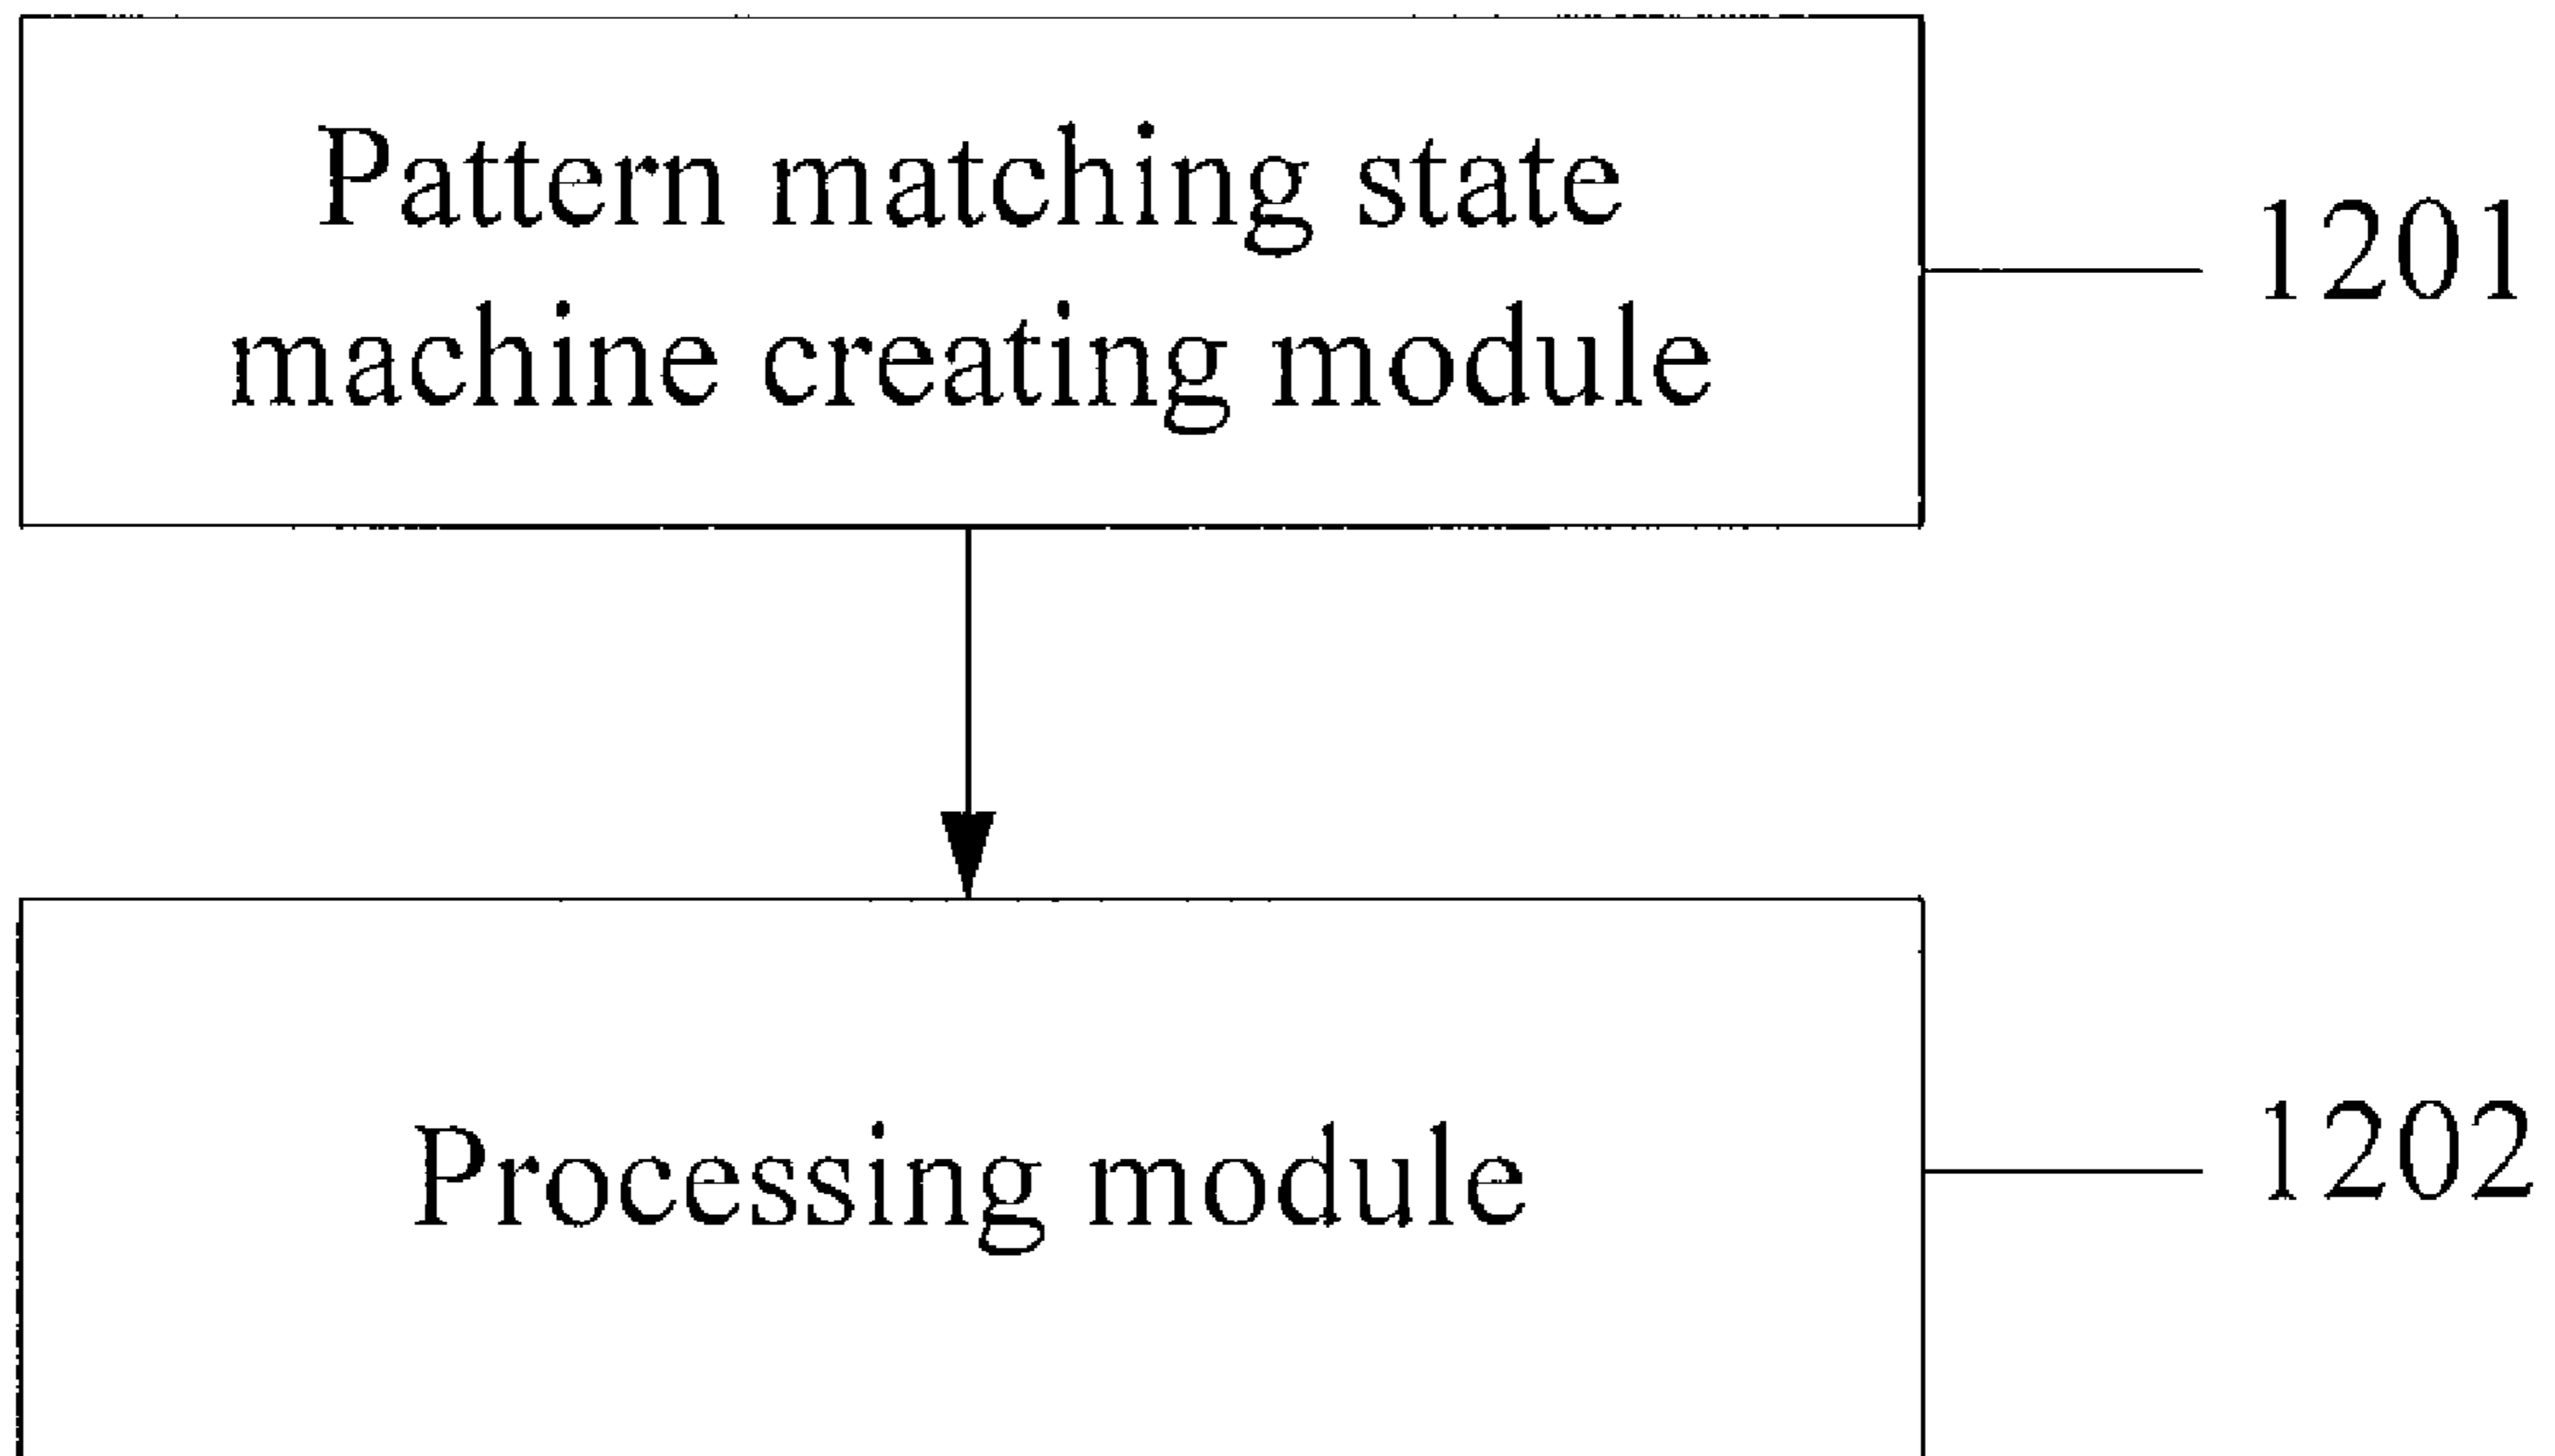 Pattern matching state
machine creating module
1201
Processing module
1202